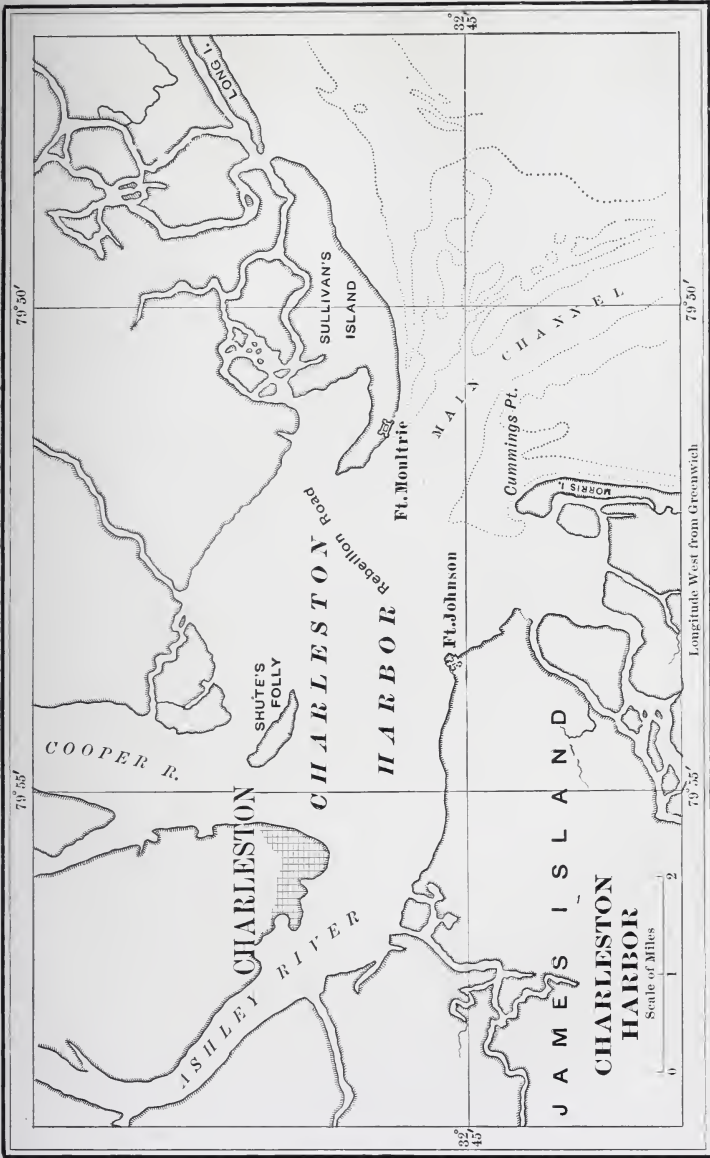 79°55′
79°50′
COOPER R.
LONG I.
CHARLESTON
SHUTE'S
FOLLY
SULLIVAN'S
ISLAND
ASHLEY RIVER
CHARLESTON
HARBOR
Rebellion Road
Ft. Moultrie
MAIN CHANNEL
32°
45′
32°
45′
Ft. Johnson
Cummings Pt.
MORRIS I.
JAMES ISLAND
CHARLESTON
HARBOR
Scale of Miles
0 1 2
79°55′
79°50′
Longitude West from Greenwich